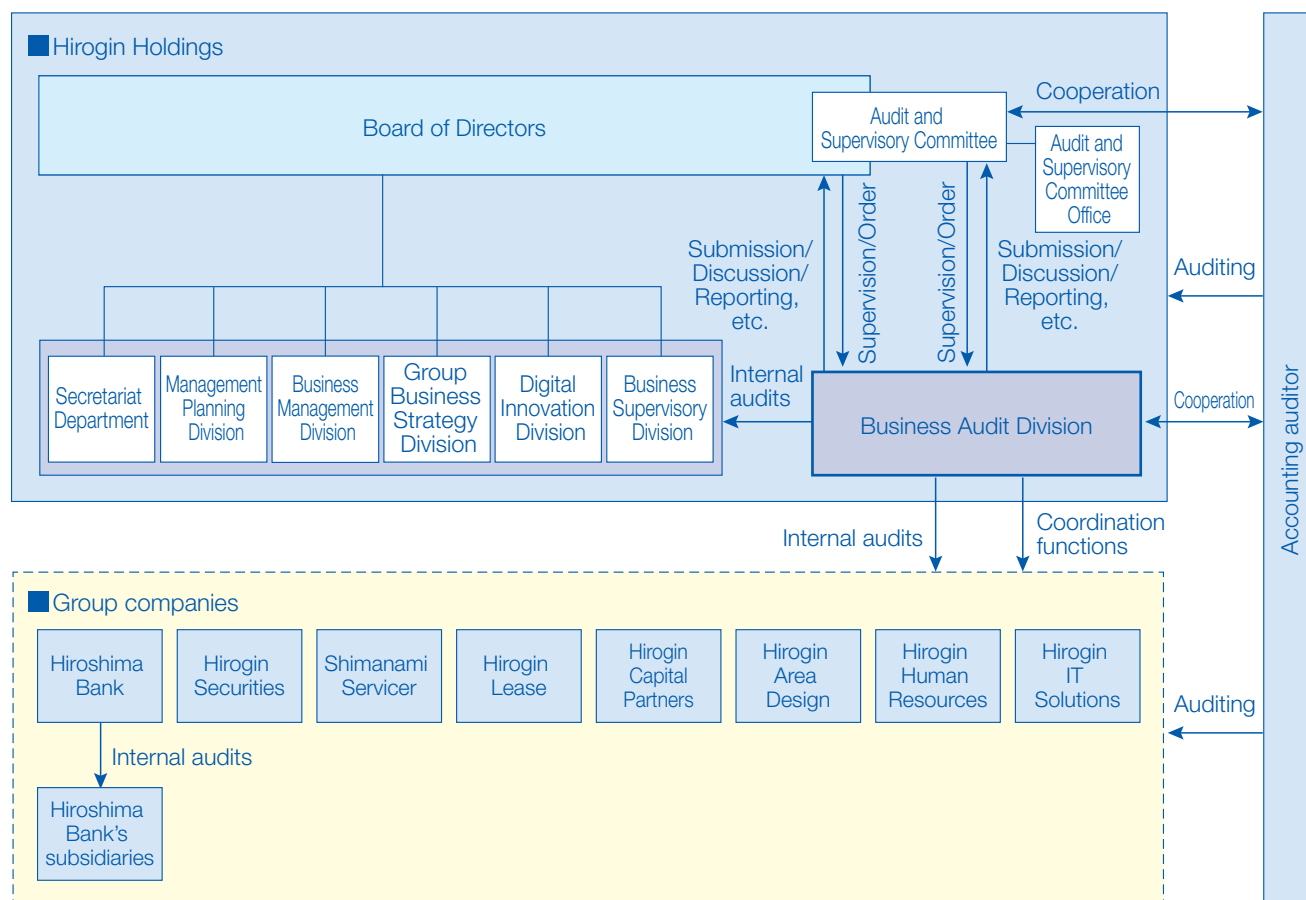 Hirogin Holdings
Board of Directors
Audit and
Supervisory Committee
Cooperation
Audit and
Supervisory
Committee
Office
Submission/
Discussion/
Reporting,
etc.
Supervision/Order
Supervision/Order
Submission/
Discussion/
Reporting,
etc.
Auditing
Secretariat
Department
Management
Planning
Division
Business
Management
Division
Group
Business
Strategy
Division
Digital
Innovation
Division
Business
Supervisory
Division
Internal
audits
Business Audit Division
Cooperation
Accounting auditor
Internal audits
Coordination
functions
Group companies
Hiroshima
Bank
Hirogin
Securities
Shimanami
Servicer
Hirogin
Lease
Hirogin
Capital
Partners
Hirogin
Area
Design
Hirogin
Human
Resources
Hirogin
IT
Solutions
Auditing
Internal audits
Hiroshima
Bank’s
subsidiaries